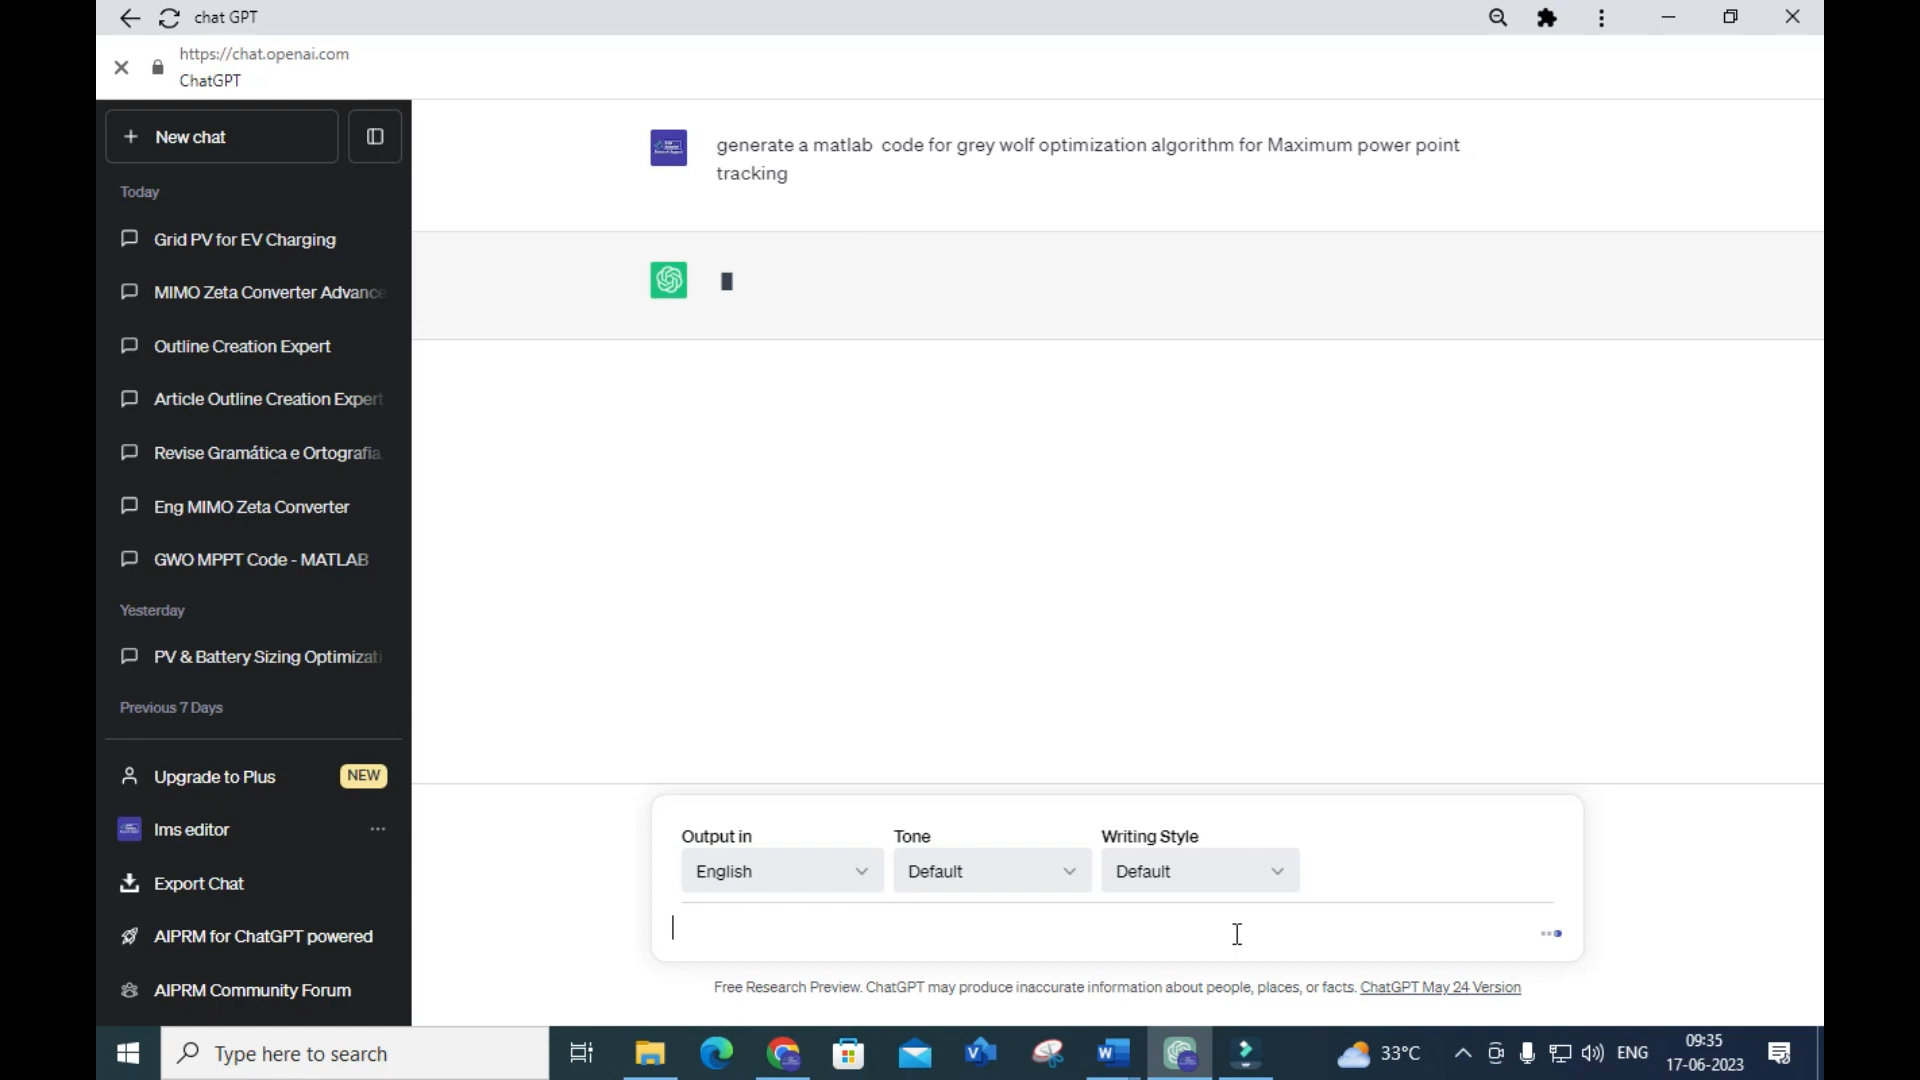 chat GPT
https://chat.openai.com
ChatGPT
New chat
Today
Grid PV for EV Charging
MIMO Zeta Converter Advance
Outline Creation Expert
Article Outline Creation Expert
Revise Gramática e Ortografia
Eng MIMO Zeta Converter
GWO MPPT Code - MATLAB
Yesterday
PV & Battery Sizing Optimizati
Previous 7 Days
Upgrade to Plus NEW
lms editor
Export Chat
AIPRM for ChatGPT powered
AIPRM Community Forum
generate a matlab code for grey wolf optimization algorithm for Maximum power point
tracking
Output in Tone Writing Style
English Default Default
Free Research Preview. ChatGPT may produce inaccurate information about people, places, or facts. ChatGPT May 24 Version
Type here to search
33°C
ENG
09:35
17-06-2023